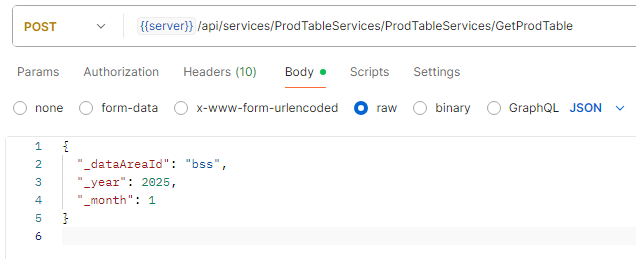 POST {{server}} /api/services/ProdTableServices/ProdTableServices/GetProdTable
Params Authorization Headers (10) Body Scripts Settings
none form-data x-www-form-urlencoded raw binary GraphQL JSON
1 {
2 "_dataAreaId": "bss",
3 "_year": 2025,
4 "_month": 1
5 }
6